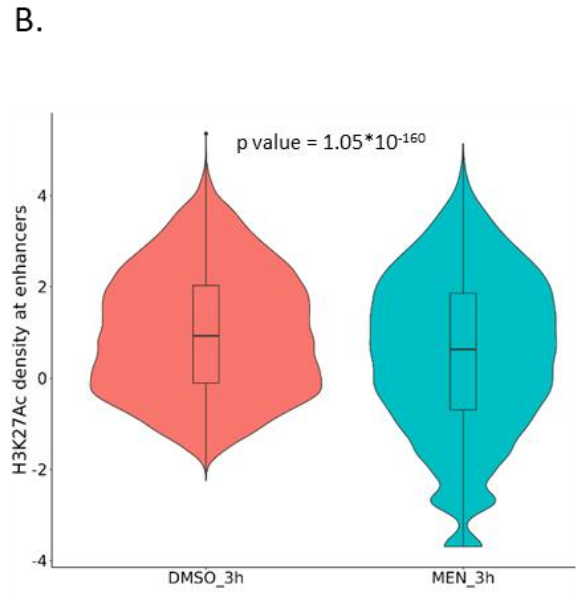 B.
p value = 1.05*10-160
H3K27Ac density at enhancers
4
2
0
-2
-4
DMSO_3h
MEN_3h